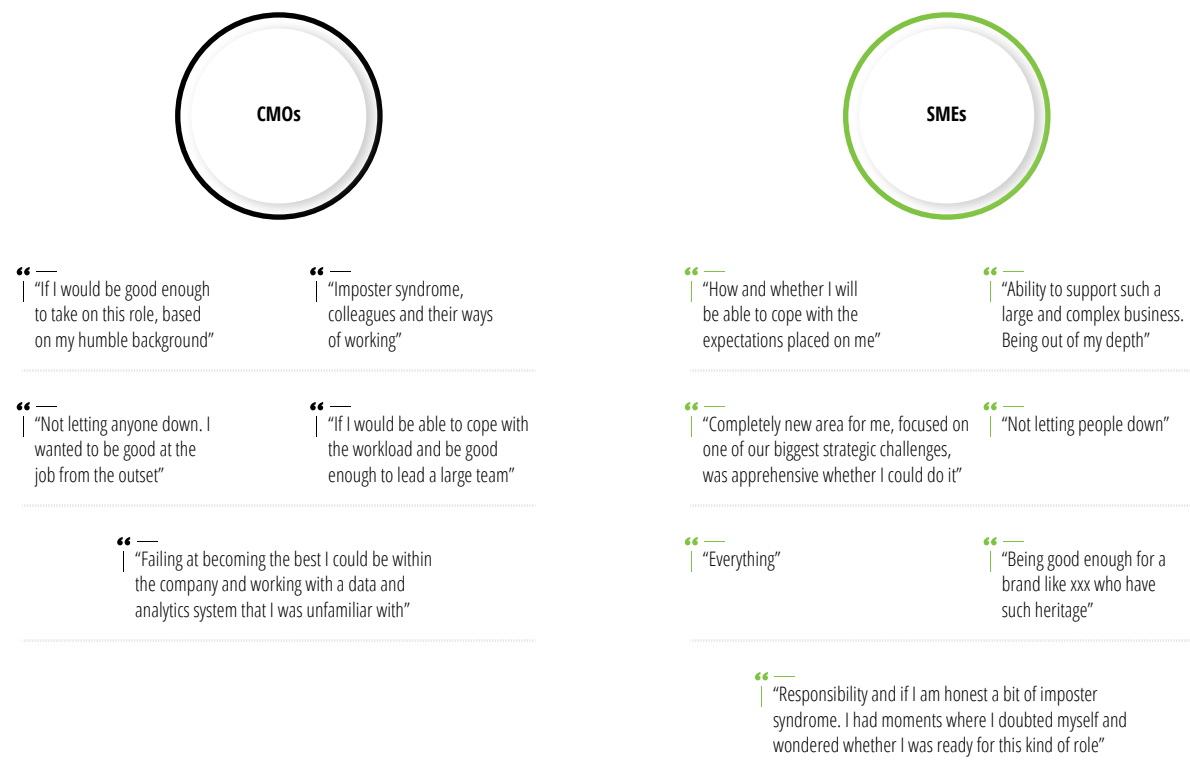 CMOs
“If I would be good enough
to take on this role, based
on my humble background”
“Imposter syndrome,
colleagues and their ways
of working”
“Not letting anyone down. I
wanted to be good at the
job from the outset”
“If I would be able to cope with
the workload and be good
enough to lead a large team”
“Failing at becoming the best I could be within
the company and working with a data and
analytics system that I was unfamiliar with”
SMEs
“How and whether I will
be able to cope with the
expectations placed on me”
“Ability to support such a
large and complex business.
Being out of my depth”
“Completely new area for me, focused on
one of our biggest strategic challenges,
was apprehensive whether I could do it”
“Not letting people down”
“Everything”
“Being good enough for a
brand like xxx who have
such heritage”
“Responsibility and if I am honest a bit of imposter
syndrome. I had moments where I doubted myself and
wondered whether I was ready for this kind of role”